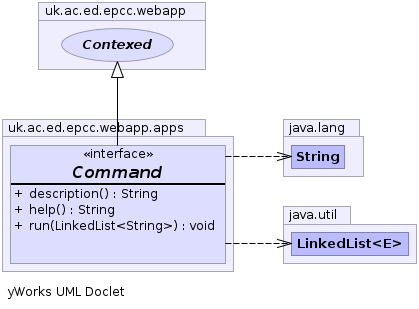 uk.ac.ed.epcc.webapp
Contexed
uk.ac.ed.epcc.webapp.apps
«interface»
Command
+ description() : String
+ help() : String
+ run(LinkedList<String>) : void
java.lang
String
java.util
LinkedList<E>
yWorks UML Doclet